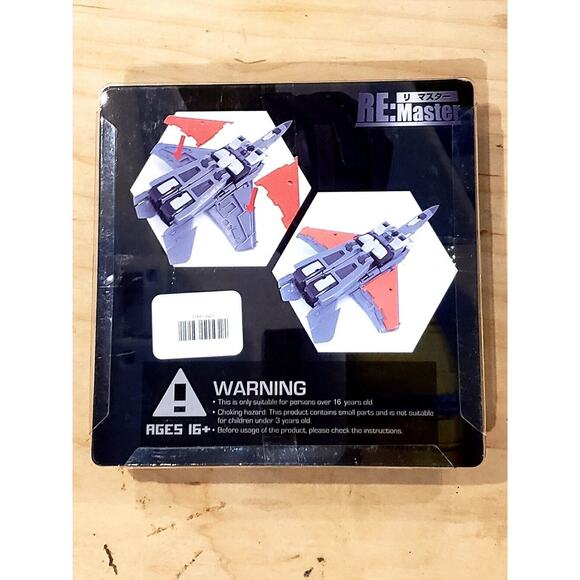 リ マスター
RE:Master
WARNING
• This is only suitable for persons over 16 years old.
• Choking hazard. This product contains small parts and is not suitable
for children under 3 years old.
• Before usage of the product, please check the instructions.
AGES 16+